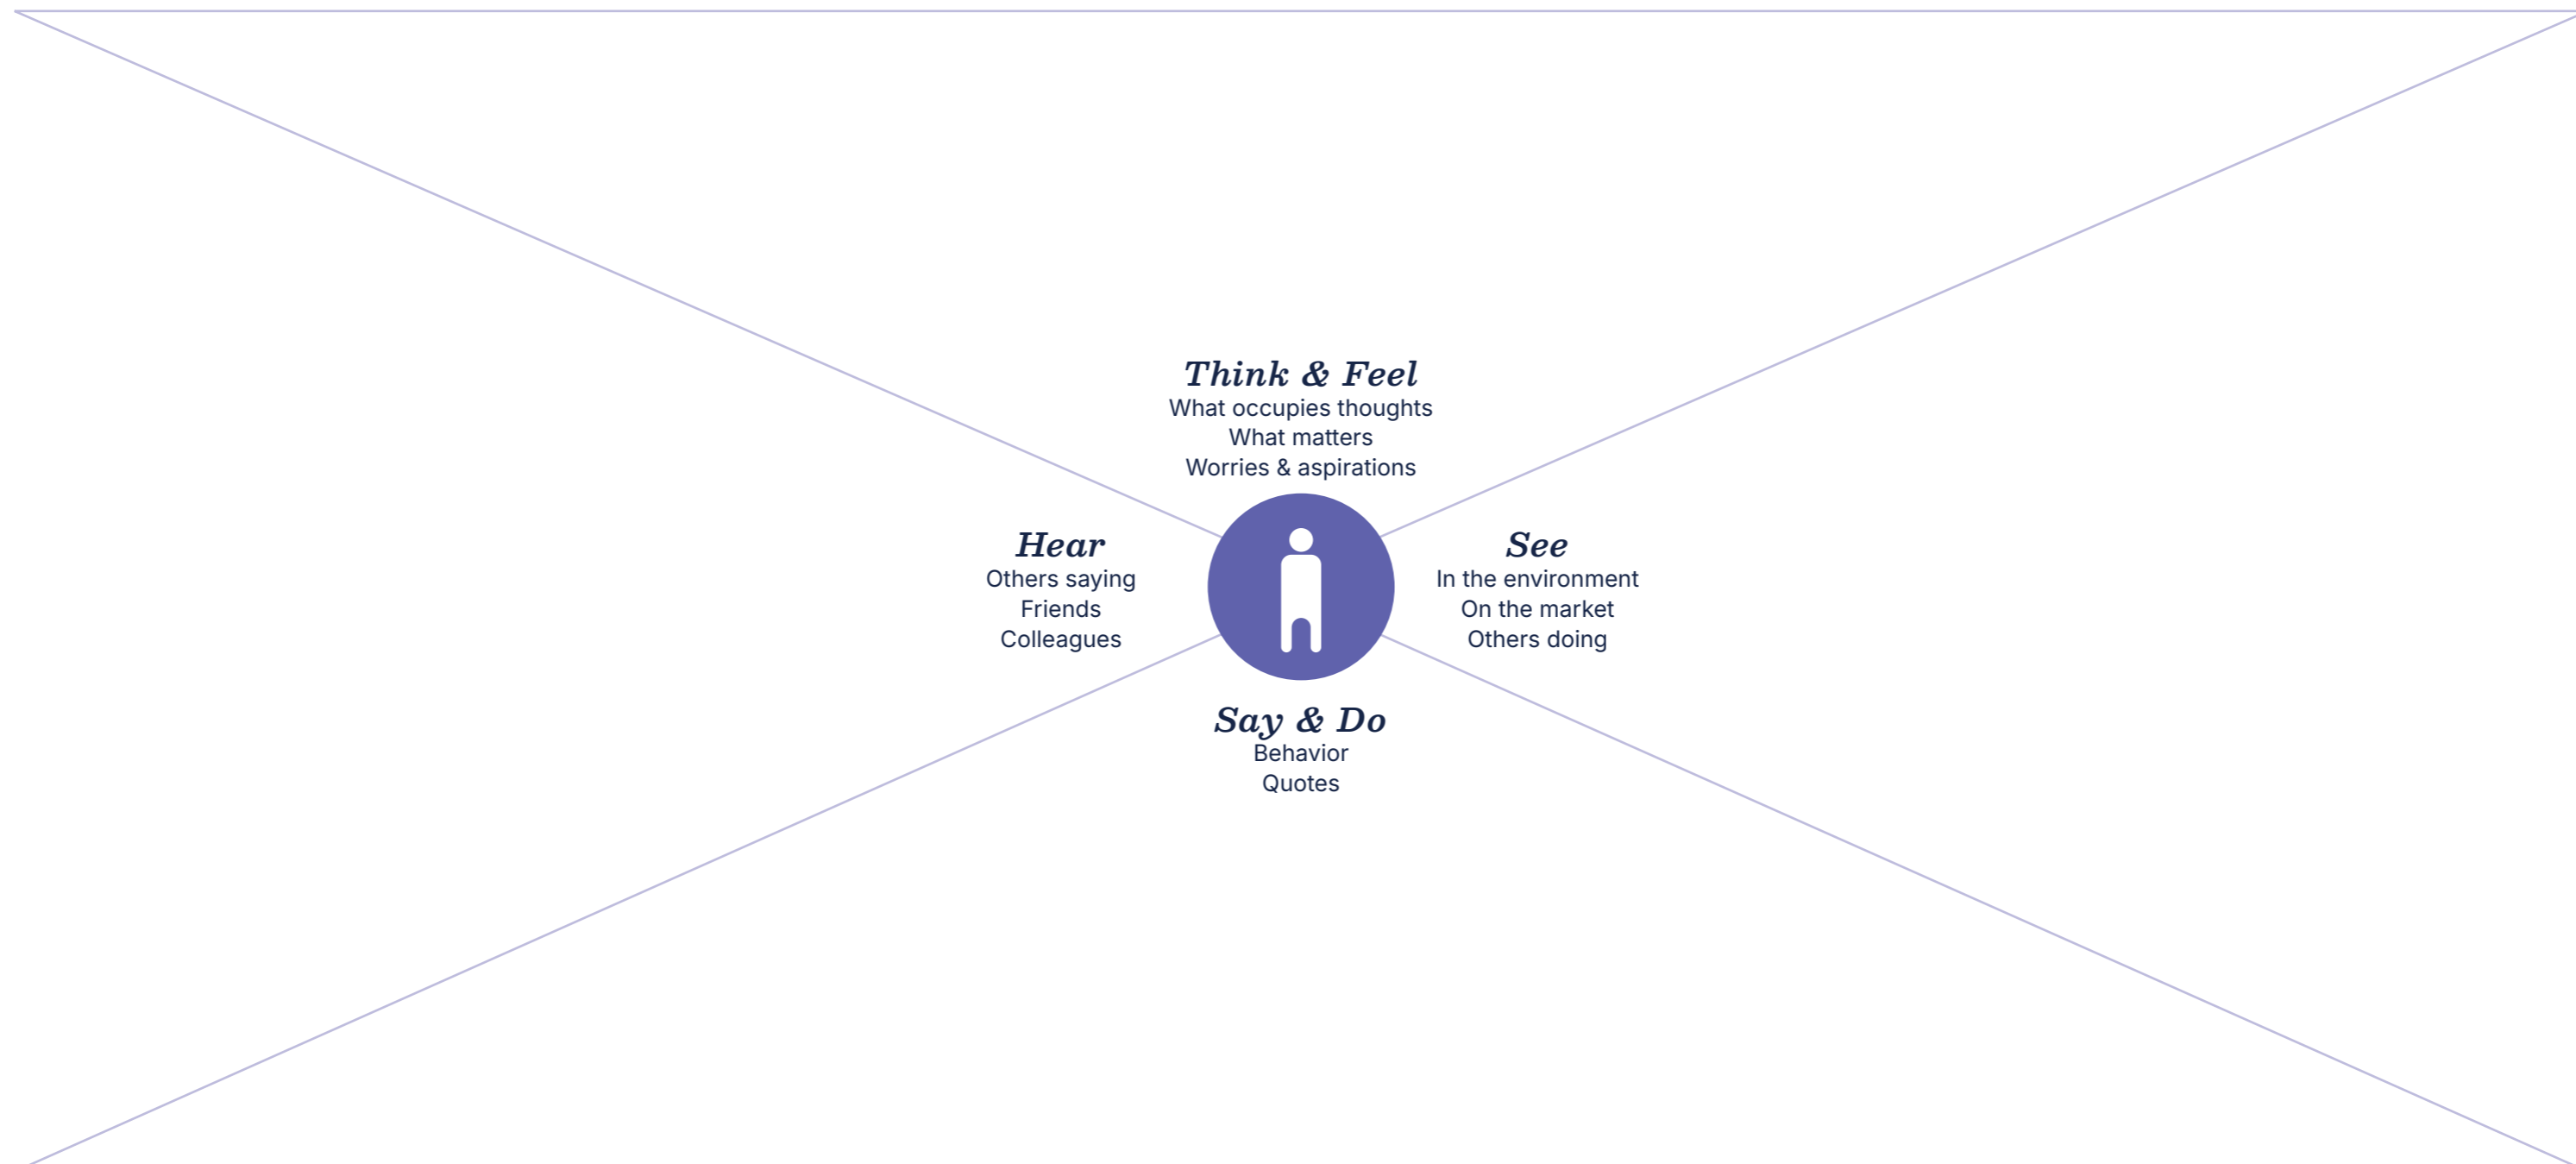 Think & Feel
What occupies thoughts
What matters
Worries & aspirations
Hear
Others saying
Friends
Colleagues
See
In the environment
On the market
Others doing
Say & Do
Behavior
Quotes